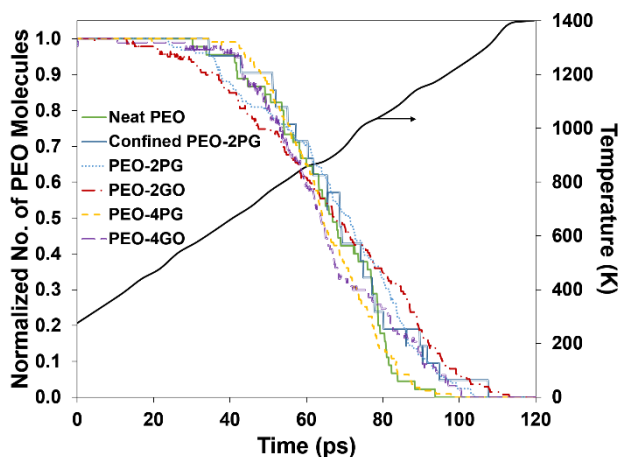 Normalized No. of PEO Molecules
1.0
0.9
0.8
0.7
0.6
0.5
0.4
0.3
0.2
0.1
0.0
Neat PEO
Confined PEO-2PG
PEO-2PG
PEO-2GO
PEO-4PG
PEO-4GO
1400
1200
1000
800
600
400
200
0
Temperature (K)
0 20 40 60 80 100 120
Time (ps)